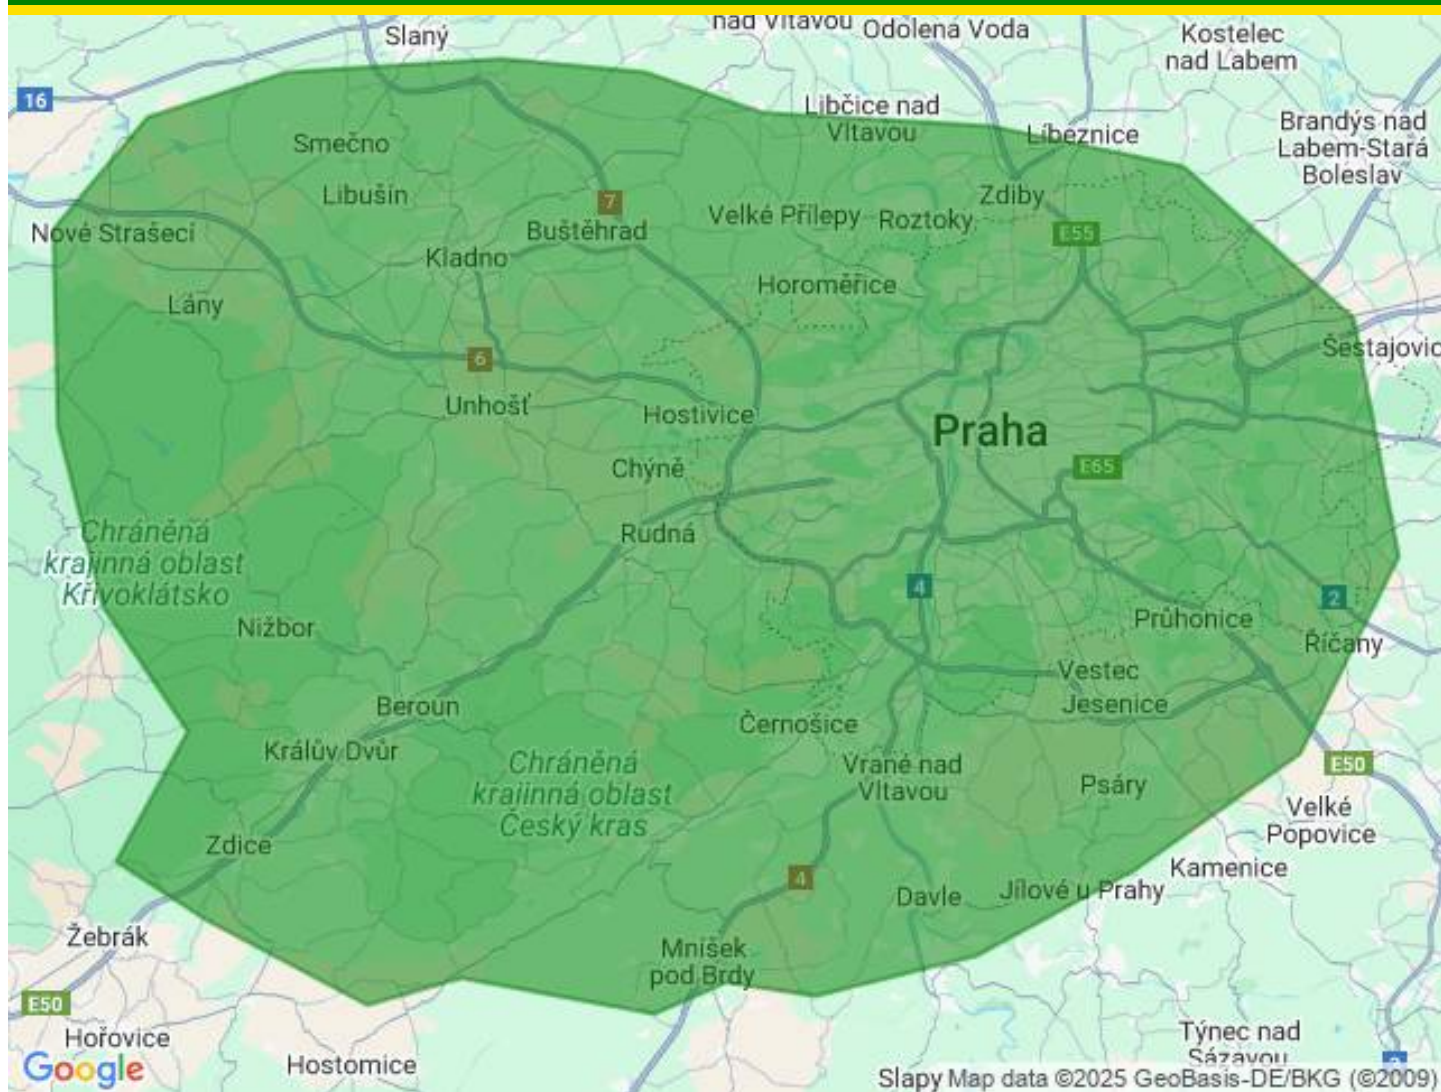 nad Vltavou
Odolena Voda
Slaný
Kostelec
nad Labem
16
Libčice nad
Vltavou
Líbeznice
Brandýs nad
Labem-Stará
Boleslav
Smečno
Libušín
Zdiby
7
Velké Přílepy
Roztoky
Nové Strašecí
Buštěhrad
E55
Kladno
Horoměřice
Lány
6
Šestajovic
Unhošť
Hostivice
Praha
Chýně
E65
Chráněná
krajinná oblast
Křivoklátsko
Rudná
4
2
Nižbor
Průhonice
Říčany
Vestec
Jesenice
Beroun
Černošice
Králův Dvůr
Chráněná
krajinná oblast
Český kras
Vrané nad
Vltavou
E50
Psáry
Velké
Popovice
Zdice
Kamenice
4
Davle
Jílové u Prahy
Žebrák
Mníšek
pod Brdy
E50
Hořovice
Týnec nad
Sázavou
Hostomice
Google
Slapy
Map data ©2025 GeoBasis-DE/BKG (©2009)